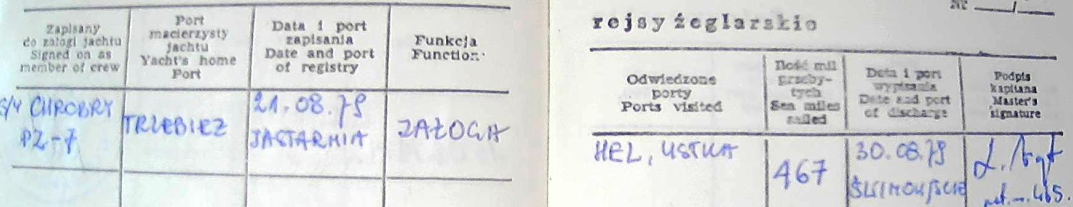 Nr
rejsy żeglarskie
Zapisany
do załogi jachtu
Signed on as
member of crew
Port
macierzysty
jachtu
Yacht's home
Port
Data i port
zapisania
Date and port
of registry
Funkcja
Function
S/Y CHROBRY
PZ-7
TRZEBIEŻ
21.08.79
JASTARNIA
ZAŁOGA
Odwiedzone
porty
Ports visited
Ilość mil
przeby-
tych
Sea miles
sailed
Data i port
wypisania
Date and port
of discharge
Podpis
kapitana
Master's
signature
HEL, USTKA
467
30.08.79
ŚWINOUJŚCIE